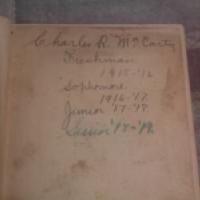 Charles R. McCarty
Freshman
1915-'16
Sophomore
1916-'17
Junior '17-'18.
Senior '18-'19.